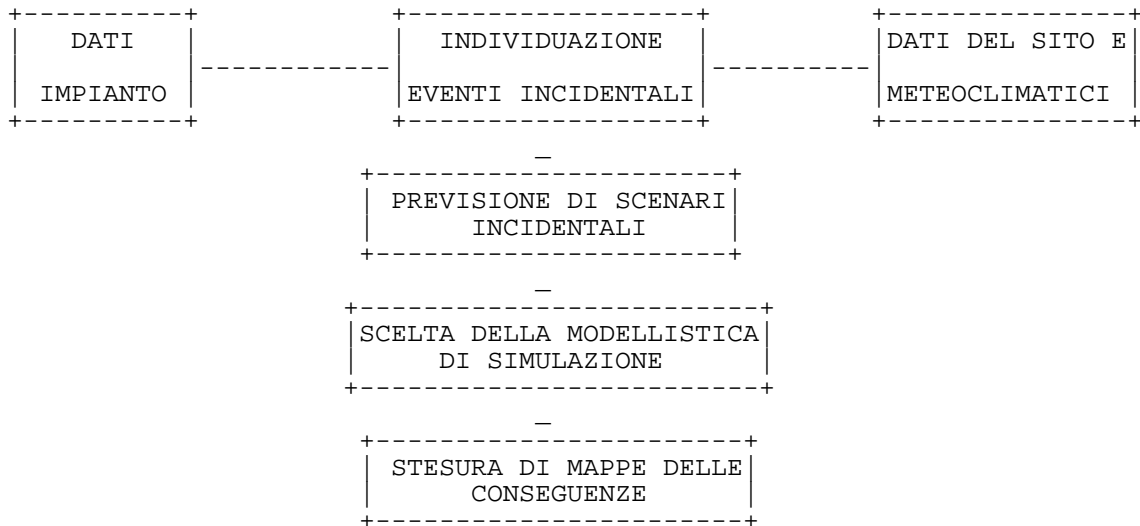 DATI
INDIVIDUAZIONE
DATI DEL SITO E
IMPIANTO
EVENTI INCIDENTALI
METEOCLIMATICI
PREVISIONE DI SCENARI
INCIDENTALI
SCELTA DELLA MODELLISTICA
DI SIMULAZIONE
STESURA DI MAPPE DELLE
CONSEGUENZE